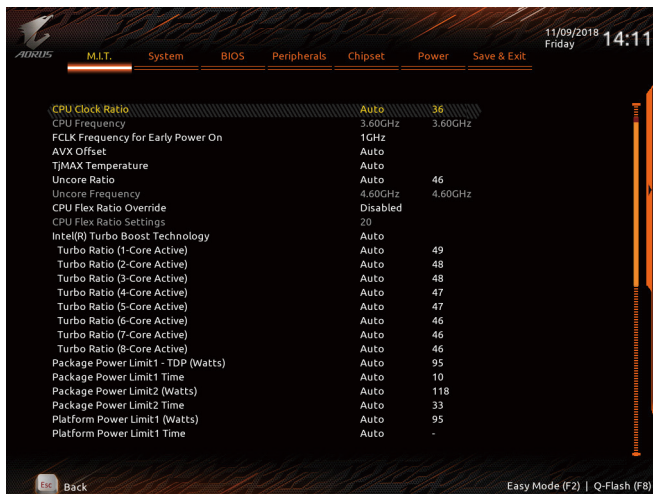 11/09/2018 14:11
Friday
AORUS
M.I.T. System BIOS Peripherals Chipset Power Save & Exit
CPU Clock Ratio Auto 36
CPU Frequency 3.60GHz 3.60GHz
FCLK Frequency for Early Power On 1GHz
AVX Offset Auto
TjMAX Temperature Auto
Uncore Ratio Auto 46
Uncore Frequency 4.60GHz 4.60GHz
CPU Flex Ratio Override Disabled
CPU Flex Ratio Settings 20
Intel(R) Turbo Boost Technology Auto
Turbo Ratio (1-Core Active) Auto 49
Turbo Ratio (2-Core Active) Auto 48
Turbo Ratio (3-Core Active) Auto 48
Turbo Ratio (4-Core Active) Auto 47
Turbo Ratio (5-Core Active) Auto 47
Turbo Ratio (6-Core Active) Auto 46
Turbo Ratio (7-Core Active) Auto 46
Turbo Ratio (8-Core Active) Auto 46
Package Power Limit1 - TDP (Watts) Auto 95
Package Power Limit1 Time Auto 10
Package Power Limit2 (Watts) Auto 118
Package Power Limit2 Time Auto 33
Platform Power Limit1 (Watts) Auto 95
Platform Power Limit1 Time Auto -
Esc Back Easy Mode (F2) | Q-Flash (F8)